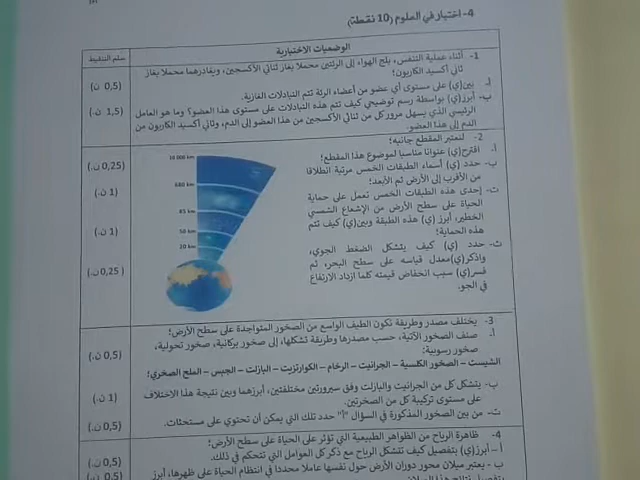 4- اختبار في العلوم (10 نقطة)
الوضعيات الاختبارية
سلم التنقيط
1- أثناء عملية التنفس، يلج الهواء إلى الرئتين محملا بغاز ثنائي الأكسجين، ويغادرهما محملا بغاز
ثاني أكسيد الكاربون؛
أ. بين(ي) على مستوى أي عضو من أعضاء الرئة تتم التبادلات الغازية.
(0,5 ن)
ب- أبرز(ي) بواسطة رسم توضيحي كيف تتم هذه التبادلات على مستوى هذا العضو؟ وما هو العامل
(1,5 ن.)
الرئيسي الذي يسهل مرور كل من ثنائي الأكسجين من هذا العضو إلى الدم، وثاني أكسيد الكاربون من
الدم إلى هذا العضو.
2- لنعتبر المقطع جانبه؛
أ. اقترح(ي) عنوانا مناسبا لموضوع هذا المقطع؛
(0,25 ن.)
ب- حدد (ي) أسماء الطبقات الخمس مرتبة انطلاقا
من الأقرب إلى الأرض ثم الأبعد؛
(1 ن.)
ت- إحدى هذه الطبقات الخمس تعمل على حماية
الحياة على سطح الأرض من الإشعاع الشمسي
الخطير، أبرز (ي) هذه الطبقة وبين(ي) كيف تتم
(1 ن.)
هذه الحماية؛
ث- حدد (ي) كيف يتشكل الضغط الجوي،
واذكر(ي) معدل قياسه على سطح البحر، ثم
(0,25 ن.)
فسر(ي) سبب انخفاض قيمته كلما ازداد الارتفاع
في الجو.
10 000 km
85 km
50 km
20 km
3- يختلف مصدر وطريقة تكون الطيف الواسع من الصخور المتواجدة على سطح الأرض؛
أ. صنف الصخور الآتية، حسب مصدرها وطريقة تشكلها، إلى صخور بركانية، صخور تحولية،
(0,5 ن.)
صخور رسوبية:
الشيست – الصخور الكلسية – الجرانيت – الرخام – الكوارتزيت – البازلت – الجبس – الملح الصخري؛
ب- يتشكل كل من الجرانيت والبازلت وفق سيرورتين مختلفتين، أبرزهما وبين نتيجة هذا الاختلاف
(1 ن.)
على مستوى تركيبة كل من الصخرتين.
ت- من بين الصخور المذكورة في السؤال "أ" حدد تلك التي يمكن أن تحتوي على مستحثات.
(0,5 ن.)
4- ظاهرة الرياح من الظواهر الطبيعية التي تؤثر على الحياة على سطح الأرض؛
أ – أبرز(ي) بتفصيل كيف تتشكل الرياح مع ذكر كل العوامل التي تتحكم في ذلك.
(0,5 ن.)
ب - يعتبر ميلان محور دوران الأرض حول نفسها عاملا محددا في انتظام الحياة على ظهرها، أبرز
(0,5 ن.)